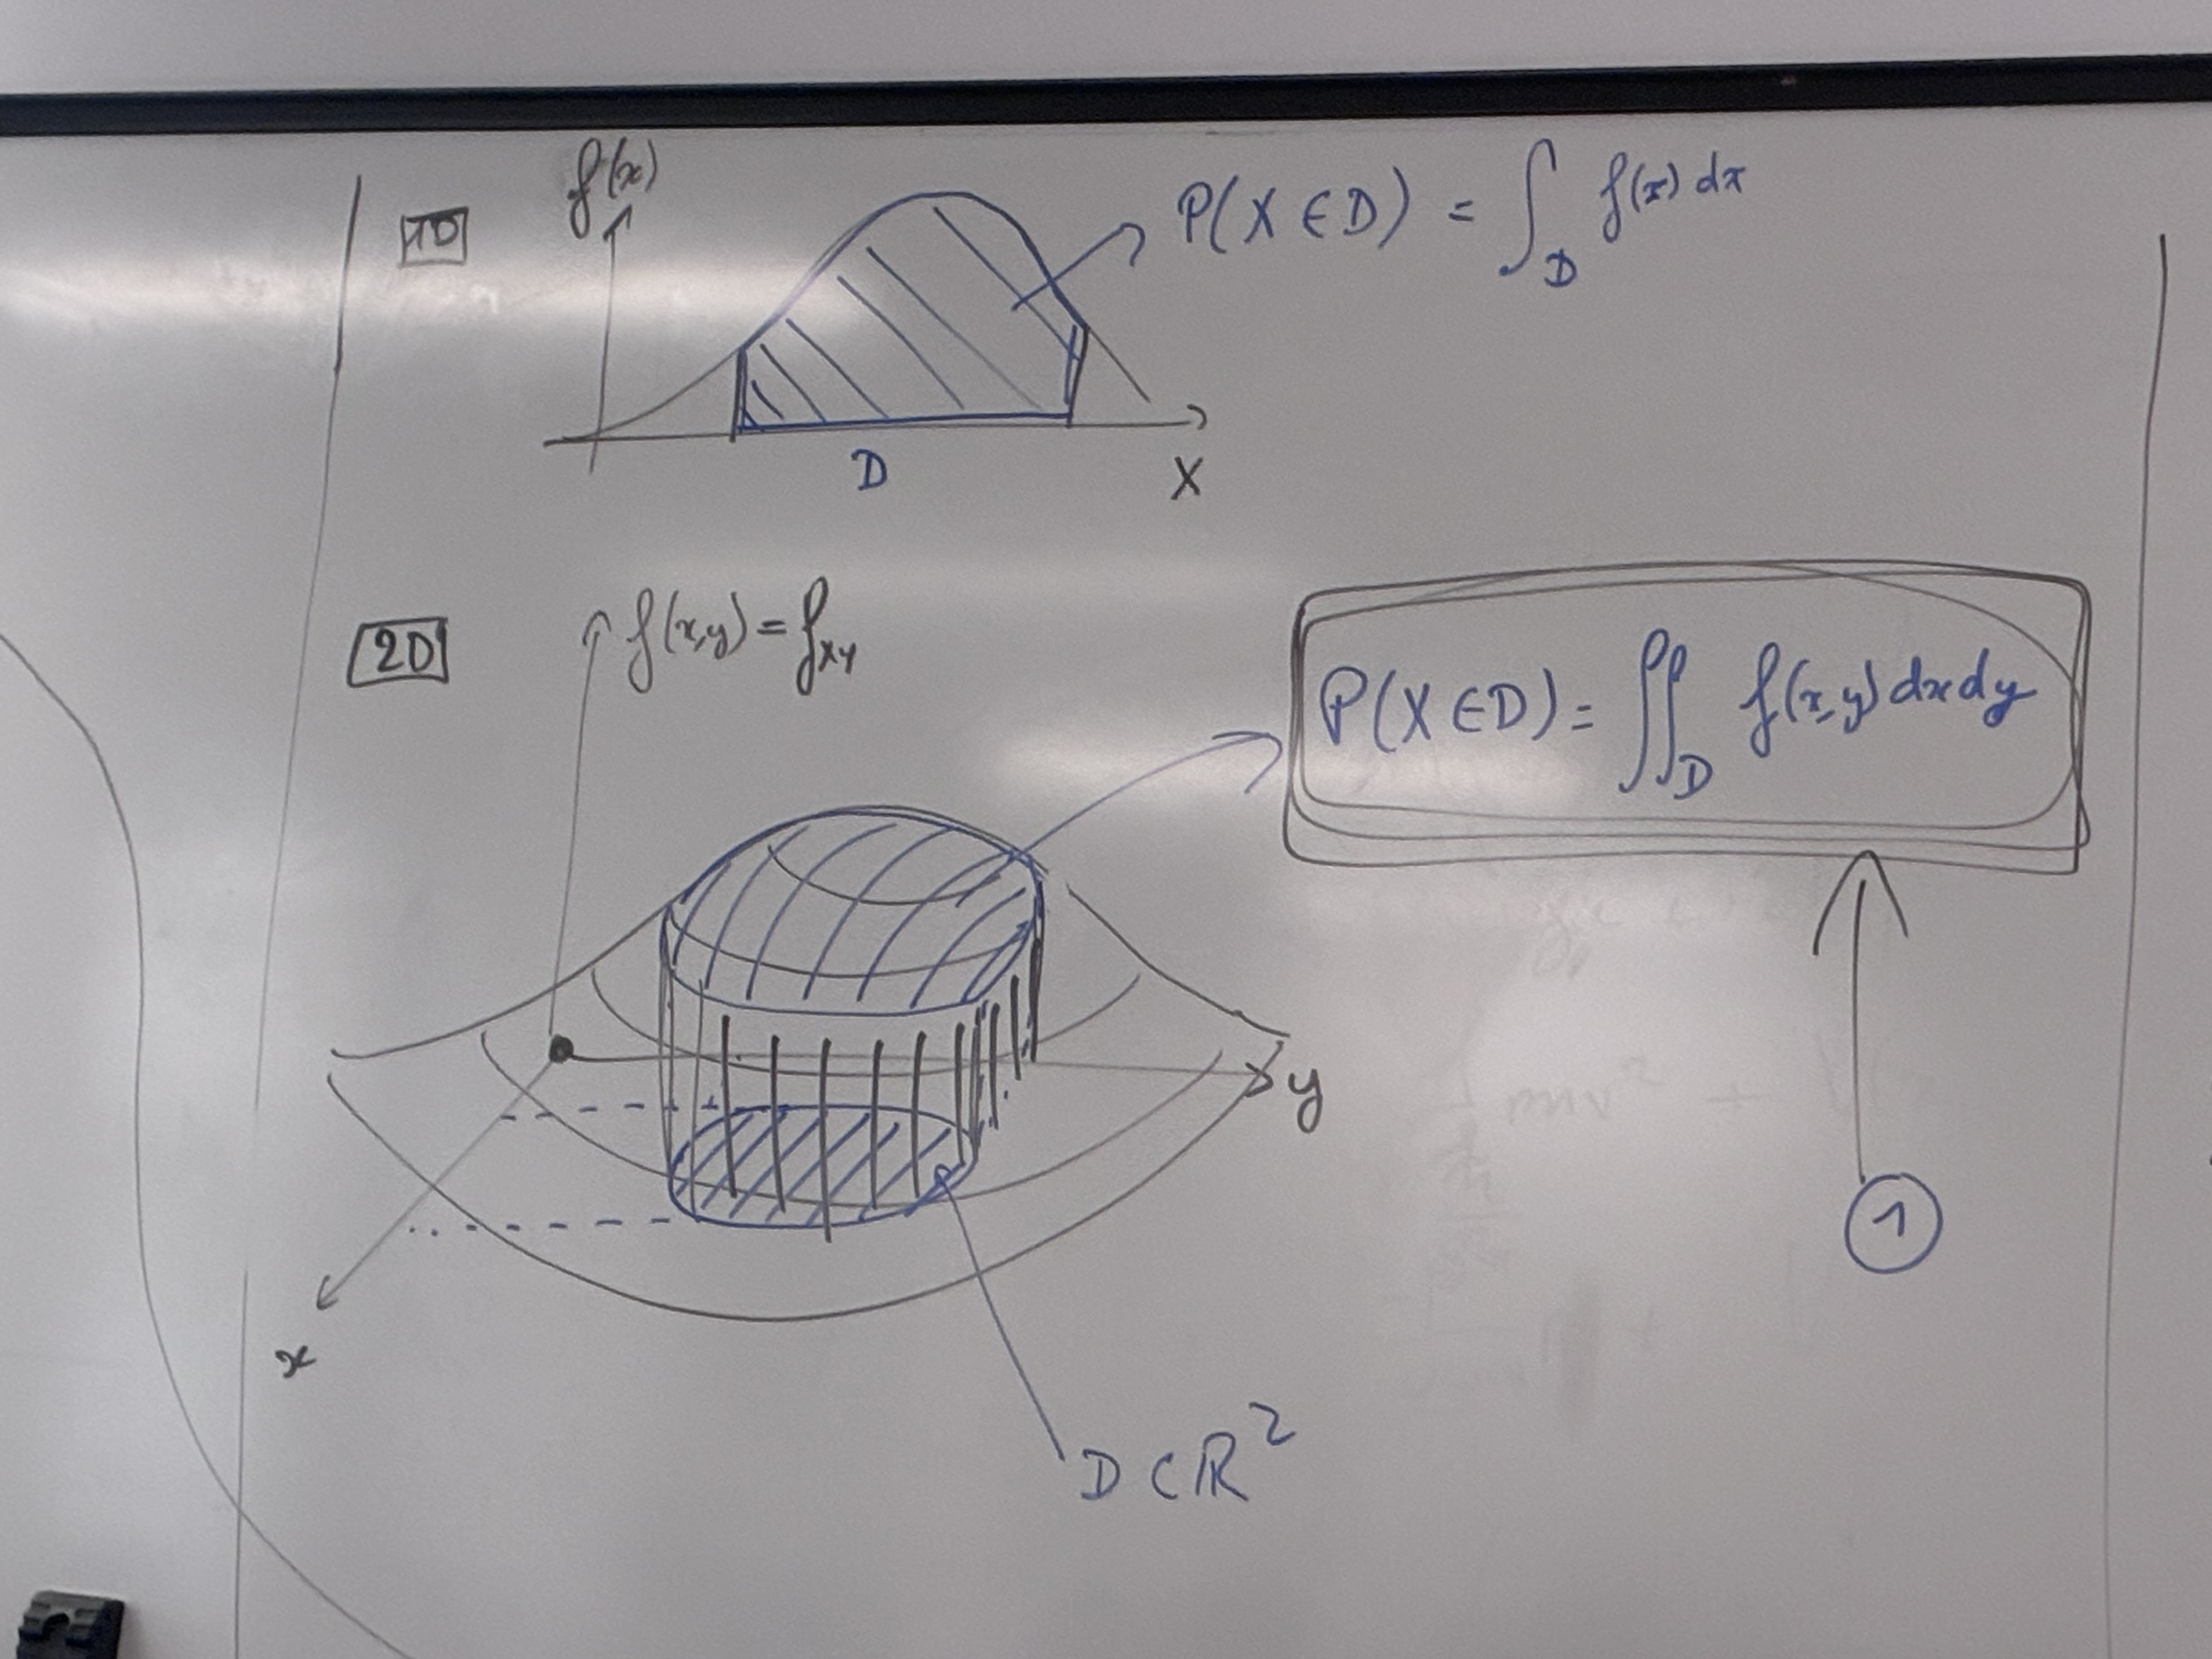 1D
f(x)
P(X ∈ D) = ∫_D f(x) dx
D
X
2D
f(x,y) = f_XY
P(X ∈ D) = ∬_D f(x,y) dx dy
y
1
x
D ⊂ ℝ²